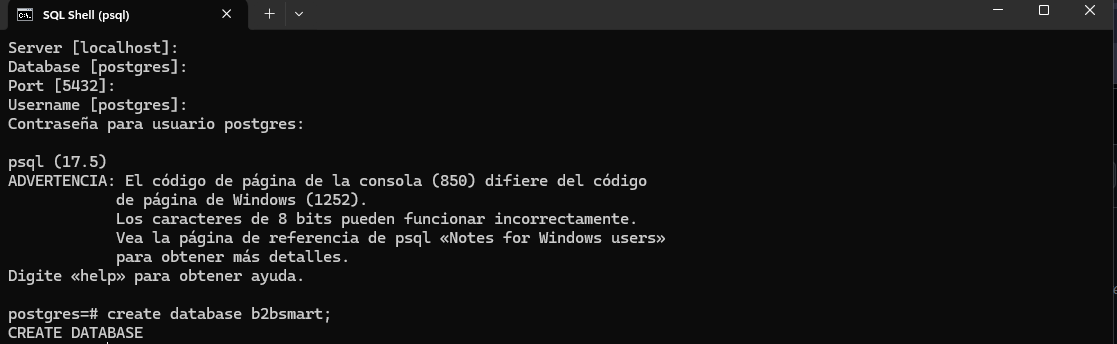 SQL Shell (psql)
Server [localhost]:
Database [postgres]:
Port [5432]:
Username [postgres]:
Contraseña para usuario postgres:
psql (17.5)
ADVERTENCIA: El código de página de la consola (850) difiere del código
de página de Windows (1252).
Los caracteres de 8 bits pueden funcionar incorrectamente.
Vea la página de referencia de psql «Notes for Windows users»
para obtener más detalles.
Digite «help» para obtener ayuda.
postgres=# create database b2bsmart;
CREATE DATABASE